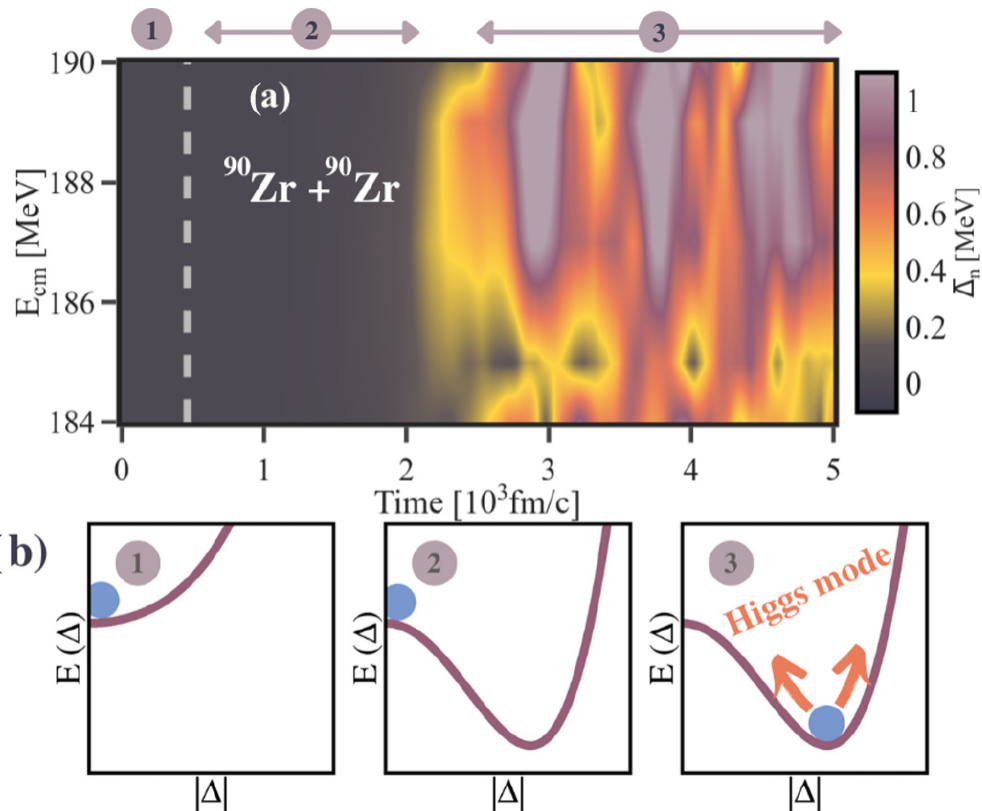 1 2 3
190
188
186
184
E_cm [MeV]
(a)
⁹⁰Zr + ⁹⁰Zr
0 1 2 3 4 5
Time [10³fm/c]
1
0.8
0.6
0.4
0.2
0
Δ̄_n [MeV]
(b)
1
E (Δ)
|Δ|
2
E (Δ)
|Δ|
3
Higgs mode
E (Δ)
|Δ|